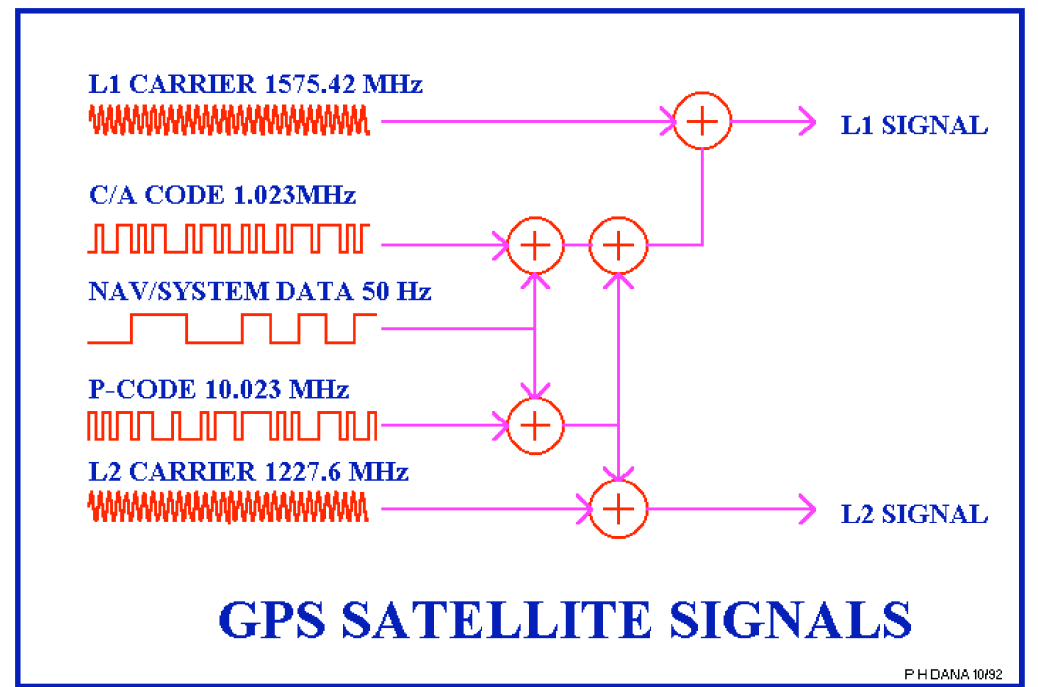 L1 CARRIER 1575.42 MHz
L1 SIGNAL
C/A CODE 1.023MHz
NAV/SYSTEM DATA 50 Hz
P-CODE 10.023 MHz
L2 CARRIER 1227.6 MHz
L2 SIGNAL
GPS SATELLITE SIGNALS
P H DANA 10/92